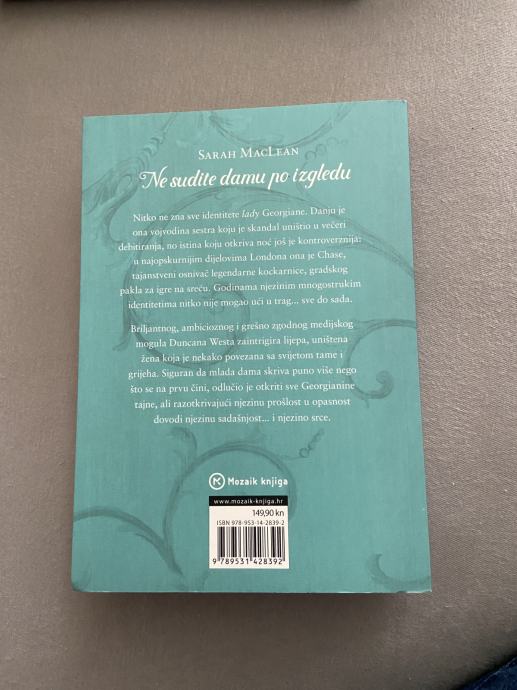 SARAH MACLEAN
Ne sudite damu po izgledu
Nitko ne zna sve identitete lady Georgiane. Danju je
ona vojvodina sestra koju je skandal uništio u večeri
debitiranja, no istina koju otkriva noć još je kontroverznija:
u najopskurnijim dijelovima Londona ona je Chase,
tajanstveni osnivač legendarne kockarnice, gradskog
pakla za igre na sreću. Godinama njezinim mnogostrukim
identitetima nitko nije mogao ući u trag... sve do sada.
Briljantnog, ambicioznog i grešno zgodnog medijskog
mogula Duncana Westa zaintrigira lijepa, uništena
žena koja je nekako povezana sa svijetom tame i
grijeha. Siguran da mlada dama skriva puno više nego
što se na prvu čini, odlučio je otkriti sve Georgianine
tajne, ali razotkrivajući njezinu prošlost u opasnost
dovodi njezinu sadašnjost... i njezino srce.
Mozaik knjiga
www.mozaik-knjiga.hr
149,90 kn
ISBN 978-953-14-2839-2
9 789531 428392